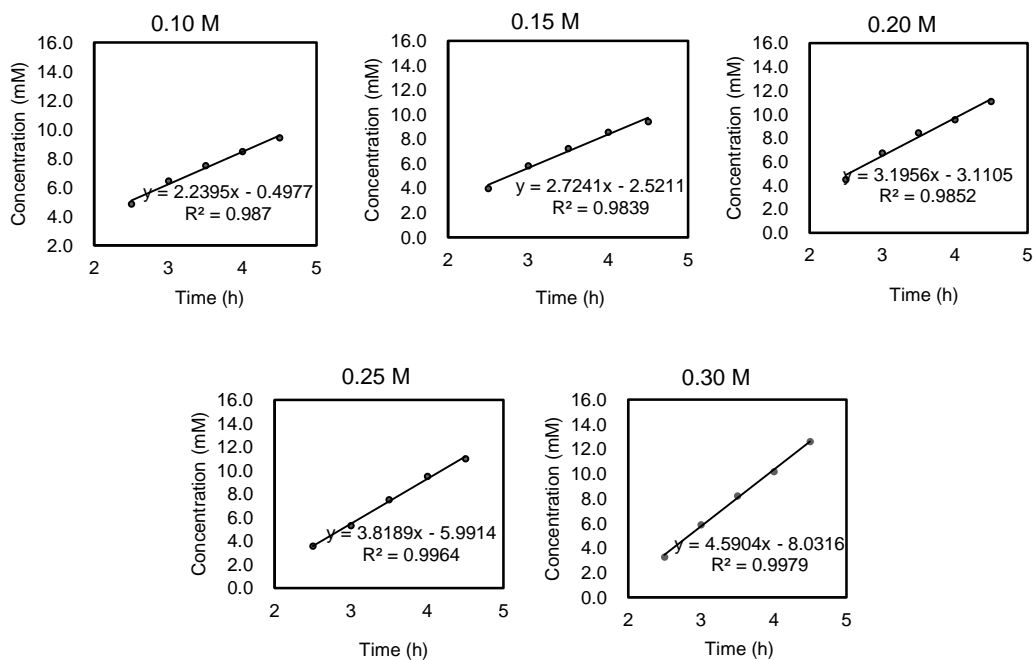 0.10 M
Concentration (mM)
16.0
14.0
12.0
10.0
8.0
6.0
4.0
2.0
y = 2.2395x - 0.4977
R² = 0.987
2 3 4 5
Time (h)
0.15 M
Concentration (mM)
16.0
14.0
12.0
10.0
8.0
6.0
4.0
2.0
0.0
y = 2.7241x - 2.5211
R² = 0.9839
2 3 4 5
Time (h)
0.20 M
Concentration (mM)
16.0
14.0
12.0
10.0
8.0
6.0
4.0
2.0
0.0
y = 3.1956x - 3.1105
R² = 0.9852
2 3 4 5
Time (h)
0.25 M
Concentration (mM)
16.0
14.0
12.0
10.0
8.0
6.0
4.0
2.0
0.0
y = 3.8189x - 5.9914
R² = 0.9964
2 3 4 5
Time (h)
0.30 M
Concentration (mM)
16.0
14.0
12.0
10.0
8.0
6.0
4.0
2.0
0.0
y = 4.5904x - 8.0316
R² = 0.9979
2 3 4 5
Time (h)